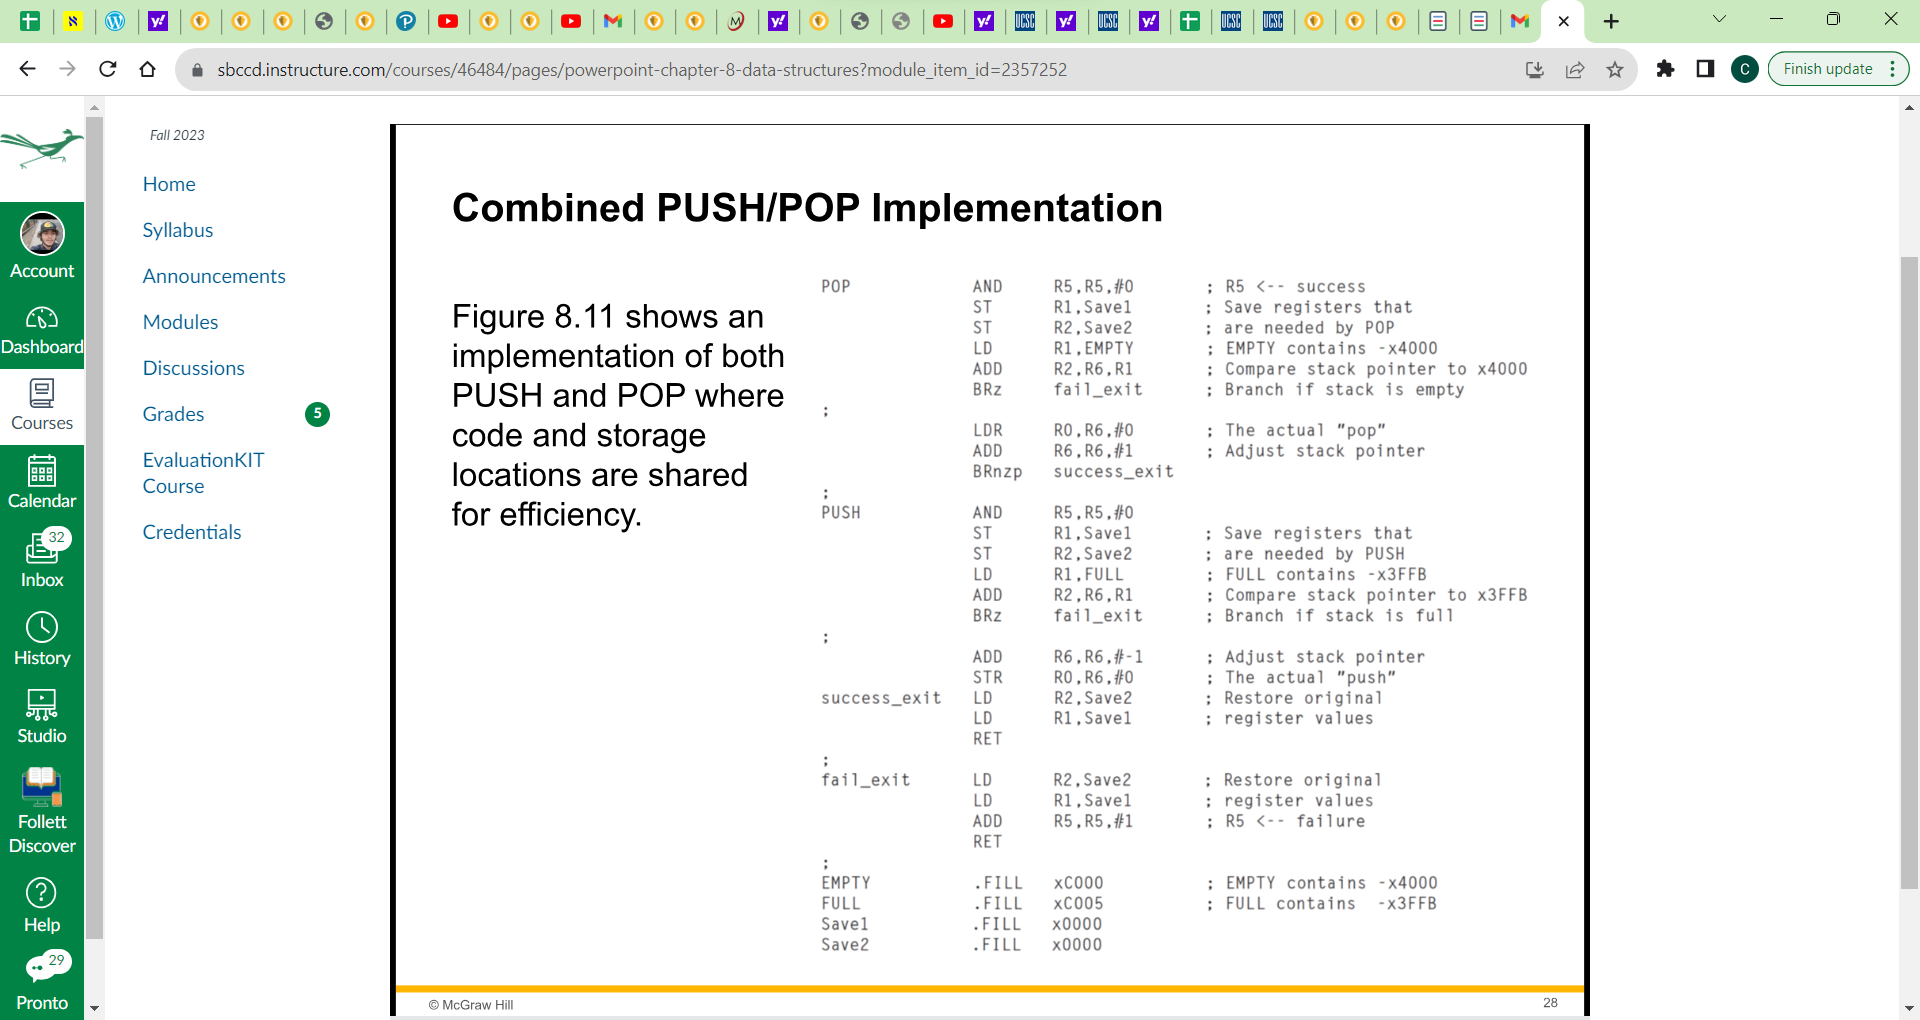 sbccd.instructure.com/courses/46484/pages/powerpoint-chapter-8-data-structures?module_item_id=2357252
C
Finish update
Account
Dashboard
Courses
Calendar
32
Inbox
History
Studio
Follett
Discover
Help
29
Pronto
Fall 2023
Home
Syllabus
Announcements
Modules
Discussions
Grades 5
EvaluationKIT
Course
Credentials
Combined PUSH/POP Implementation
Figure 8.11 shows an
implementation of both
PUSH and POP where
code and storage
locations are shared
for efficiency.
POP AND R5,R5,#0 ; R5 <-- success
ST R1,Save1 ; Save registers that
ST R2,Save2 ; are needed by POP
LD R1,EMPTY ; EMPTY contains -x4000
ADD R2,R6,R1 ; Compare stack pointer to x4000
BRz fail_exit ; Branch if stack is empty
;
LDR R0,R6,#0 ; The actual "pop"
ADD R6,R6,#1 ; Adjust stack pointer
BRnzp success_exit
;
PUSH AND R5,R5,#0
ST R1,Save1 ; Save registers that
ST R2,Save2 ; are needed by PUSH
LD R1,FULL ; FULL contains -x3FFB
ADD R2,R6,R1 ; Compare stack pointer to x3FFB
BRz fail_exit ; Branch if stack is full
;
ADD R6,R6,#-1 ; Adjust stack pointer
STR R0,R6,#0 ; The actual "push"
success_exit LD R2,Save2 ; Restore original
LD R1,Save1 ; register values
RET
;
fail_exit LD R2,Save2 ; Restore original
LD R1,Save1 ; register values
ADD R5,R5,#1 ; R5 <-- failure
RET
;
EMPTY .FILL xC000 ; EMPTY contains -x4000
FULL .FILL xC005 ; FULL contains -x3FFB
Save1 .FILL x0000
Save2 .FILL x0000
© McGraw Hill
28